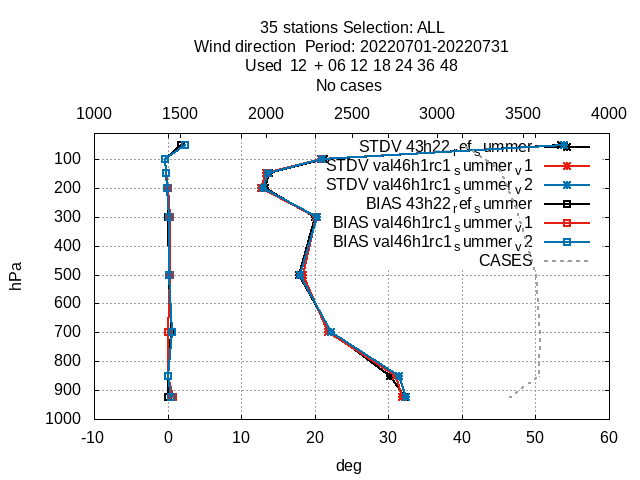 35 stations Selection: ALL
Wind direction  Period: 20220701-20220731
Used  12  + 06 12 18 24 36 48
No cases
1000 1500 2000 2500 3000 3500 4000
STDV 43h22_ref_summer
STDV val46h1rc1_summer_v1
STDV val46h1rc1_summer_v2
BIAS 43h22_ref_summer
BIAS val46h1rc1_summer_v1
BIAS val46h1rc1_summer_v2
CASES
100
200
300
400
500
600
700
800
900
1000
hPa
-10 0 10 20 30 40 50 60
deg